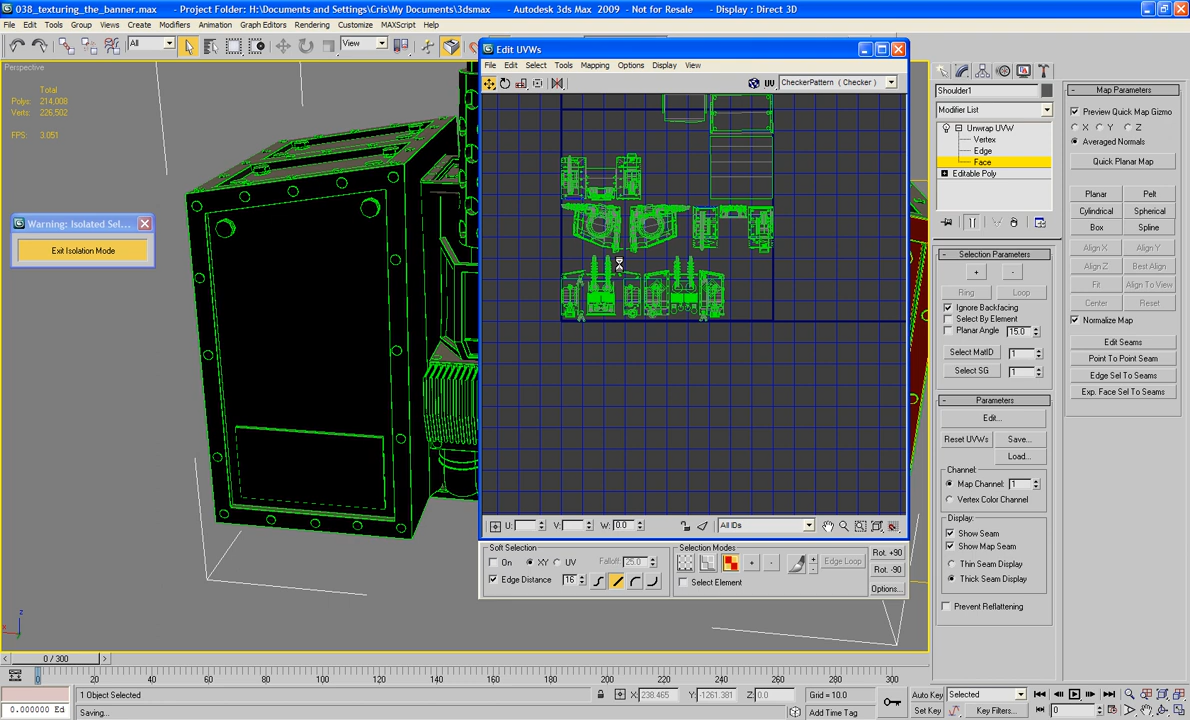 038_texturing_the_banner.max - Project Folder: H:\Documents and Settings\Cris\My Documents\3dsmax - Autodesk 3ds Max 2009 - Not for Resale - Display : Direct 3D
File Edit Tools Group Views Create Modifiers Animation Graph Editors Rendering Customize MAXScript Help
All View
Perspective
Total
Polys: 214,008
Verts: 226,502
FPS: 3.051
Warning: Isolated Sel...
Exit Isolation Mode
Edit UVWs
File Edit Select Tools Mapping Options Display View
UV CheckerPattern ( Checker )
U: V: W: 0.0 All IDs
Soft Selection
On XY UV Falloff: 25.0
Edge Distance 16
Selection Modes
+ - + - Edge Loop
Select Element
Rot. +90
Rot. -90
Options...
Shoulder1
Modifier List
Unwrap UVW
Vertex
Edge
Face
Editable Poly
Selection Parameters
+ -
Ring Loop
Ignore Backfacing
Select By Element
Planar Angle 15.0
Select MatID 1
Select SG 1
Parameters
Edit...
Reset UVWs Save...
Load...
Channel:
Map Channel: 1
Vertex Color Channel
Display:
Show Seam
Show Map Seam
Thin Seam Display
Thick Seam Display
Prevent Reflattening
Map Parameters
Preview Quick Map Gizmo
X Y Z
Averaged Normals
Quick Planar Map
Planar Pelt
Cylindrical Spherical
Box Spline
Align X Align Y
Align Z Best Align
Fit Align To View
Center Reset
Normalize Map
Edit Seams
Point To Point Seam
Edge Sel To Seams
Exp. Face Sel To Seams
z
x
0 / 300
0 20 40 60 80 100 120 140 160 180 200 220 240 260 280 300
1 Object Selected X: 238.465 Y: -1261.381 Z: 0.0 Grid = 10.0 Auto Key Selected
0.000000 Ed Saving... Add Time Tag Set Key Key Filters... 0